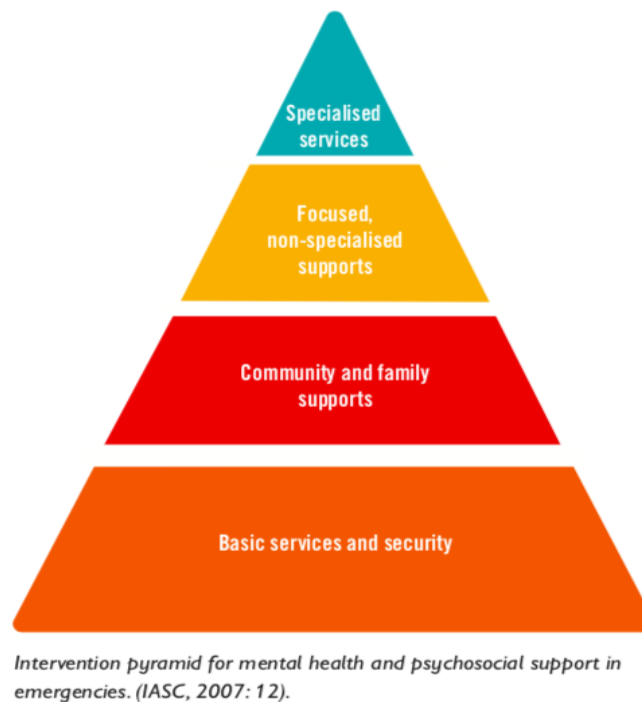 Specialised
services
Focused,
non-specialised
supports
Community and family
supports
Basic services and security
Intervention pyramid for mental health and psychosocial support in
emergencies. (IASC, 2007: 12).